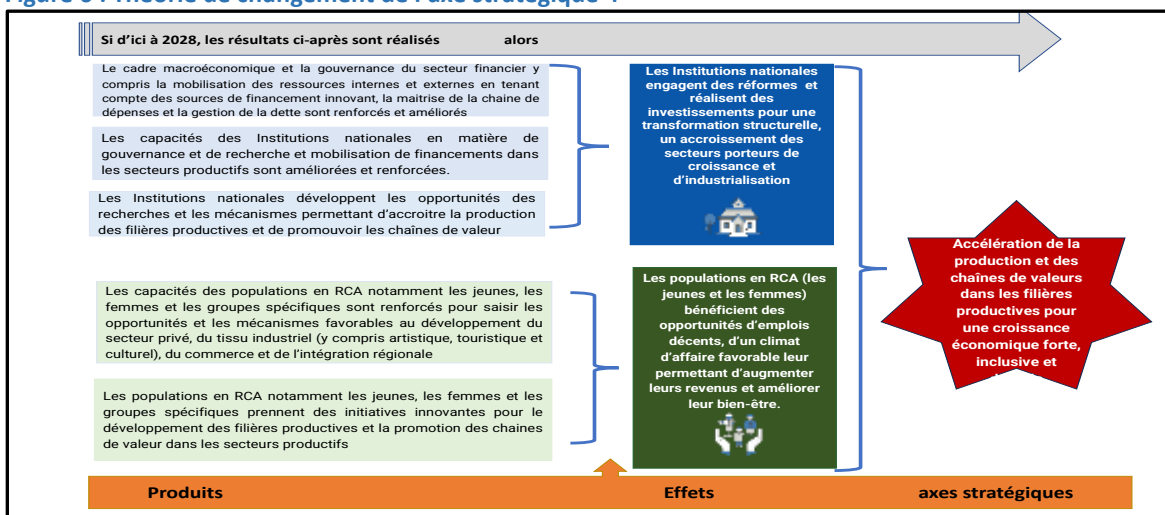 Si d'ici à 2028, les résultats ci-après sont réalisés alors
Le cadre macroéconomique et la gouvernance du secteur financier y
compris la mobilisation des ressources internes et externes en tenant
compte des sources de financement innovant, la maitrise de la chaine de
dépenses et la gestion de la dette sont renforcés et améliorés
Les capacités des Institutions nationales en matière de
gouvernance et de recherche et mobilisation de financements dans
les secteurs productifs sont améliorées et renforcées.
Les Institutions nationales développent les opportunités des
recherches et les mécanismes permettant d'accroitre la production
des filières productives et de promouvoir les chaînes de valeur
Les Institutions nationales
engagent des réformes et
réalisent des
investissements pour une
transformation structurelle,
un accroissement des
secteurs porteurs de
croissance et
d'industrialisation
Les capacités des populations en RCA notamment les jeunes, les
femmes et les groupes spécifiques sont renforcés pour saisir les
opportunités et les mécanismes favorables au développement du
secteur privé, du tissu industriel (y compris artistique, touristique et
culturel), du commerce et de l'intégration régionale
Les populations en RCA notamment les jeunes, les femmes et les
groupes spécifiques prennent des initiatives innovantes pour le
développement des filières productives et la promotion des chaines
de valeur dans les secteurs productifs
Les populations en RCA (les
jeunes et les femmes)
bénéficient des
opportunités d'emplois
décents, d'un climat
d'affaire favorable leur
permettant d'augmenter
leurs revenus et améliorer
leur bien-être.
Accélération de la
production et des
chaînes de valeurs
dans les filières
productives pour
une croissance
économique forte,
inclusive et
Produits Effets axes stratégiques